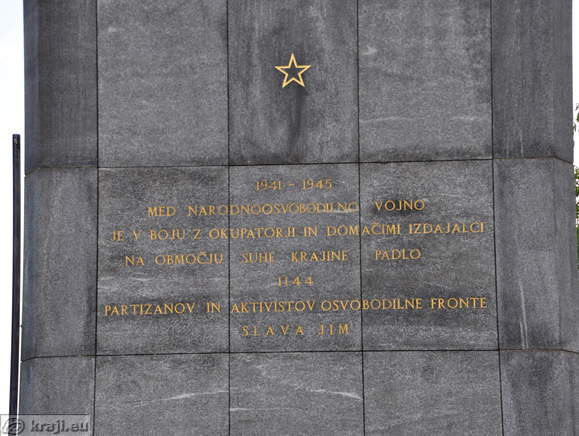 1941 - 1945
MED NARODNOOSVOBODILNO VOJNO
JE V BOJU Z OKUPATORJI IN DOMAČIMI IZDAJALCI
NA OBMOČJU SUHE KRAJINE PADLO
1144
PARTIZANOV IN AKTIVISTOV OSVOBODILNE FRONTE
SLAVA JIM
@ kraji.eu